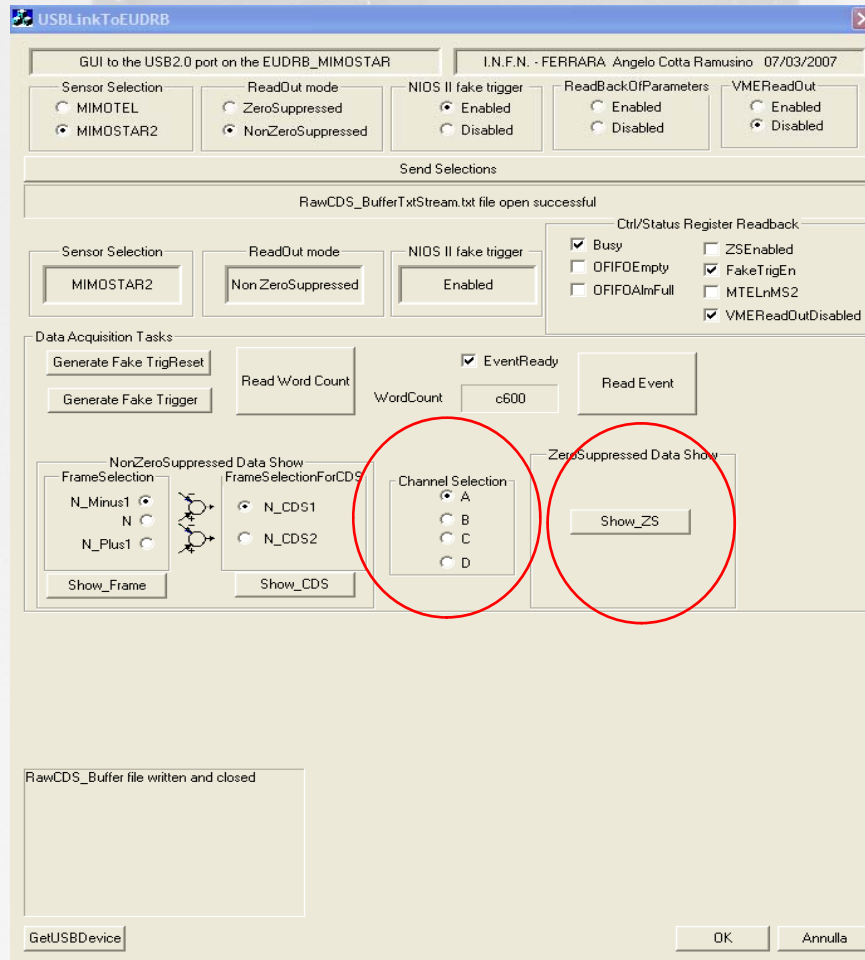 USBLinkToEUDRB
GUI to the USB2.0 port on the EUDRB_MIMOSTAR
I.N.F.N. - FERRARA Angelo Cotta Ramusino 07/03/2007
Sensor Selection
MIMOTEL
MIMOSTAR2
ReadOut mode
ZeroSuppressed
NonZeroSuppressed
NIOS II fake trigger
Enabled
Disabled
ReadBackOfParameters
Enabled
Disabled
VMEReadOut
Enabled
Disabled
Send Selections
RawCDS_BufferTxtStream.txt file open successful
Sensor Selection
MIMOSTAR2
ReadOut mode
Non ZeroSuppressed
NIOS II fake trigger
Enabled
Ctrl/Status Register Readback
Busy
OFIFOEmpty
OFIFOAlmFull
ZSEnabled
FakeTrigEn
MTELnMS2
VMEReadOutDisabled
Data Acquisition Tasks
Generate Fake TrigReset
Generate Fake Trigger
Read Word Count
EventReady
WordCount
c600
Read Event
NonZeroSuppressed Data Show
FrameSelection
N_Minus1
N
N_Plus1
Show_Frame
FrameSelectionForCDS
N_CDS1
N_CDS2
Show_CDS
Channel Selection
A
B
C
D
ZeroSuppressed Data Show
Show_ZS
RawCDS_Buffer file written and closed
GetUSBDevice
OK
Annulla